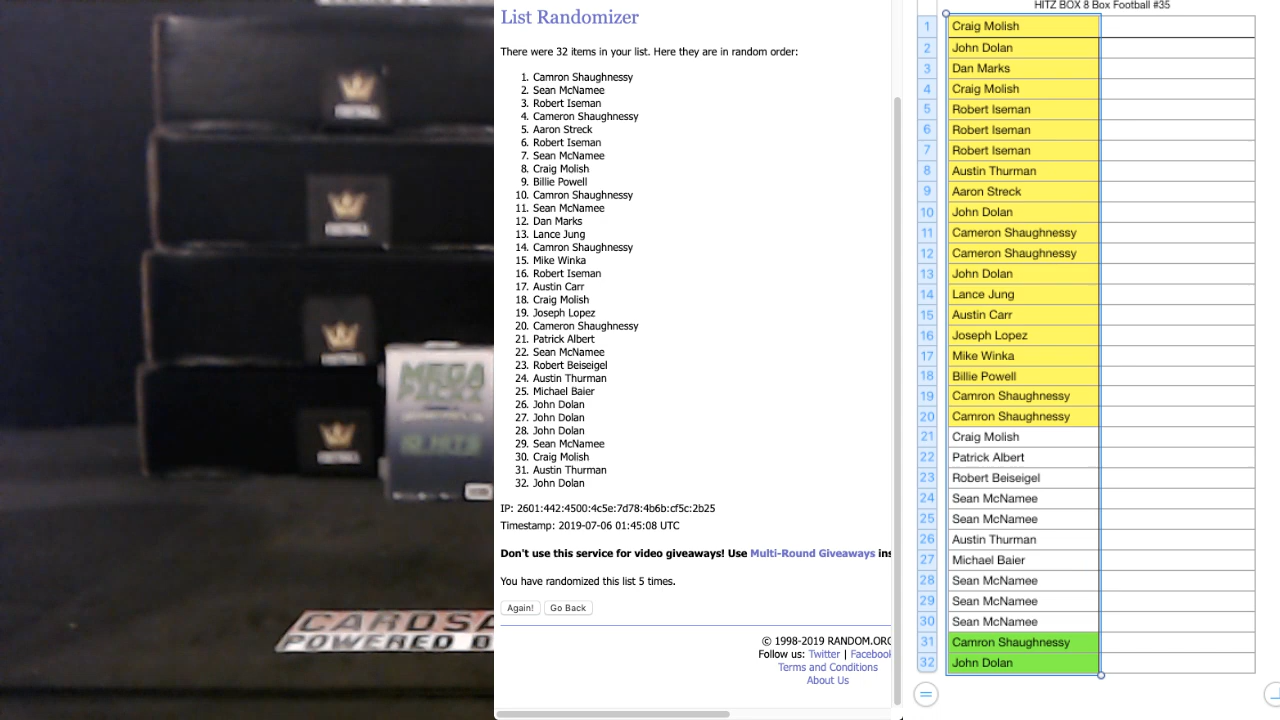 FOOTBALL
FOOTBALL
FOOTBALL
FOOTBALL
MEGA
PACKZ
10 HITS
POWERED
List Randomizer
There were 32 items in your list. Here they are in random order:
1. Camron Shaughnessy
2. Sean McNamee
3. Robert Iseman
4. Cameron Shaughnessy
5. Aaron Streck
6. Robert Iseman
7. Sean McNamee
8. Craig Molish
9. Billie Powell
10. Camron Shaughnessy
11. Sean McNamee
12. Dan Marks
13. Lance Jung
14. Camron Shaughnessy
15. Mike Winka
16. Robert Iseman
17. Austin Carr
18. Craig Molish
19. Joseph Lopez
20. Cameron Shaughnessy
21. Patrick Albert
22. Sean McNamee
23. Robert Beiseigel
24. Austin Thurman
25. Michael Baier
26. John Dolan
27. John Dolan
28. John Dolan
29. Sean McNamee
30. Craig Molish
31. Austin Thurman
32. John Dolan
IP: 2601:442:4500:4c5e:7d78:4b6b:cf5c:2b25
Timestamp: 2019-07-06 01:45:08 UTC
Don't use this service for video giveaways! Use Multi-Round Giveaways ins
You have randomized this list 5 times.
Again! Go Back
© 1998-2019 RANDOM.ORG
Follow us: Twitter | Facebook
Terms and Conditions
About Us
HITZ BOX 8 Box Football #35
1 Craig Molish
2 John Dolan
3 Dan Marks
4 Craig Molish
5 Robert Iseman
6 Robert Iseman
7 Robert Iseman
8 Austin Thurman
9 Aaron Streck
10 John Dolan
11 Cameron Shaughnessy
12 Cameron Shaughnessy
13 John Dolan
14 Lance Jung
15 Austin Carr
16 Joseph Lopez
17 Mike Winka
18 Billie Powell
19 Camron Shaughnessy
20 Camron Shaughnessy
21 Craig Molish
22 Patrick Albert
23 Robert Beiseigel
24 Sean McNamee
25 Sean McNamee
26 Austin Thurman
27 Michael Baier
28 Sean McNamee
29 Sean McNamee
30 Sean McNamee
31 Camron Shaughnessy
32 John Dolan